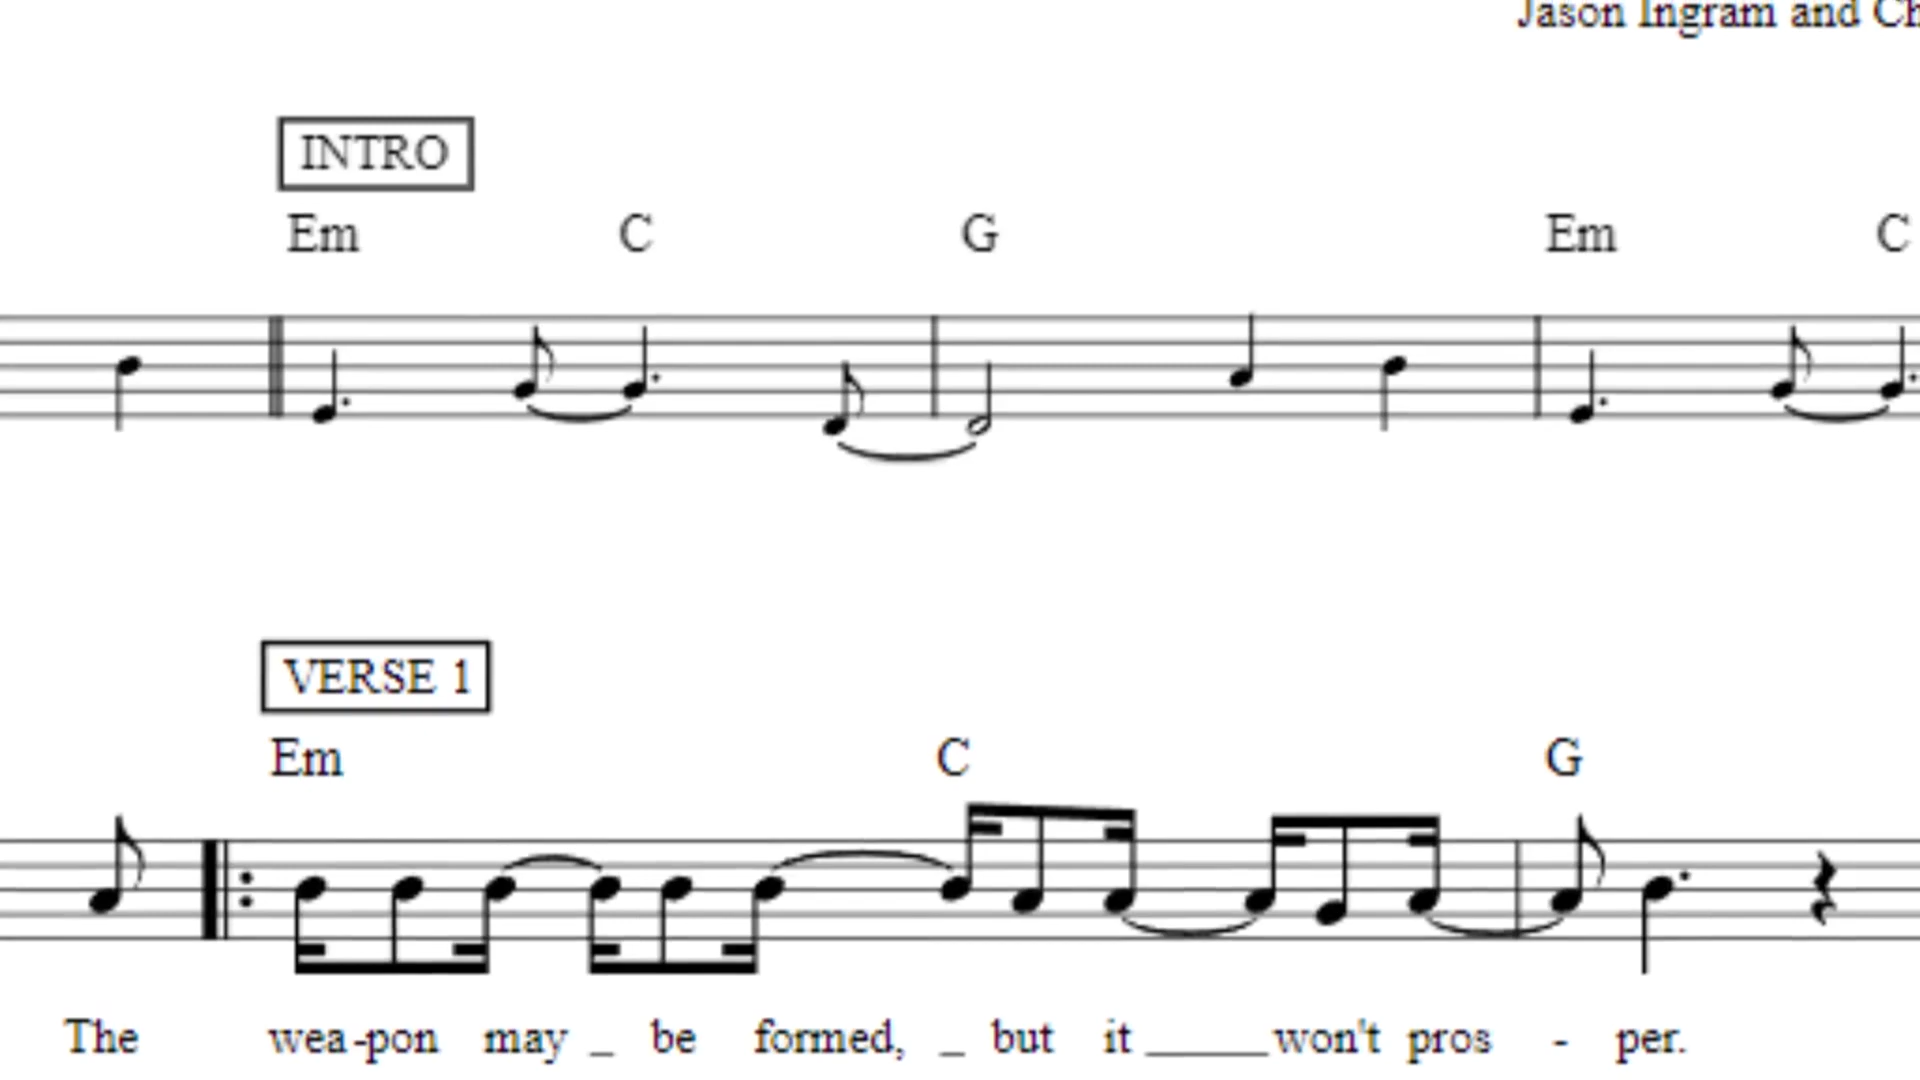 Jason Ingram and Ch
INTRO
Em C G Em C
VERSE 1
Em C G
The wea-pon may _ be formed, _ but it _____ won't pros - per.